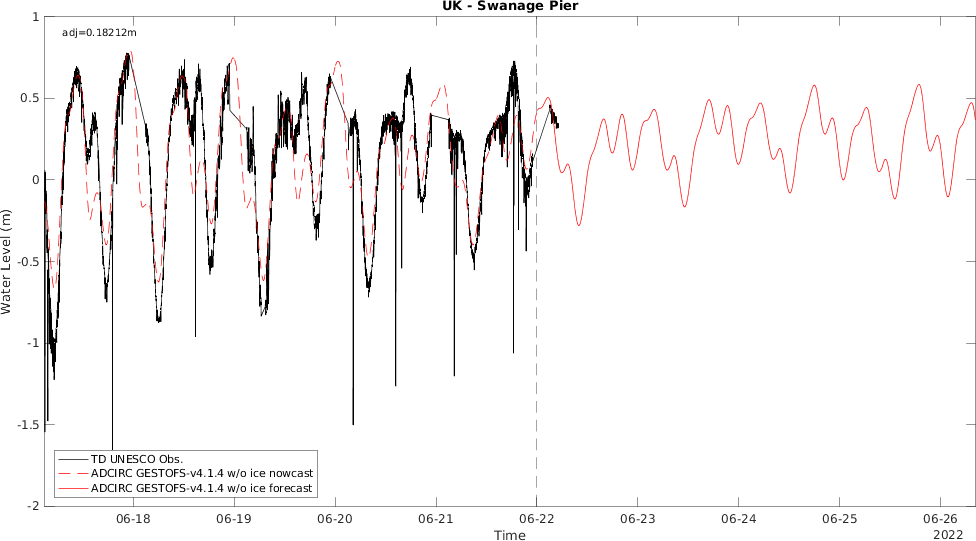 UK - Swanage Pier
adj=0.18212m
1
0.5
0
-0.5
-1
-1.5
-2
Water Level (m)
TD UNESCO Obs.
ADCIRC GESTOFS-v4.1.4 w/o ice nowcast
ADCIRC GESTOFS-v4.1.4 w/o ice forecast
06-18 06-19 06-20 06-21 06-22 06-23 06-24 06-25 06-26
Time
2022